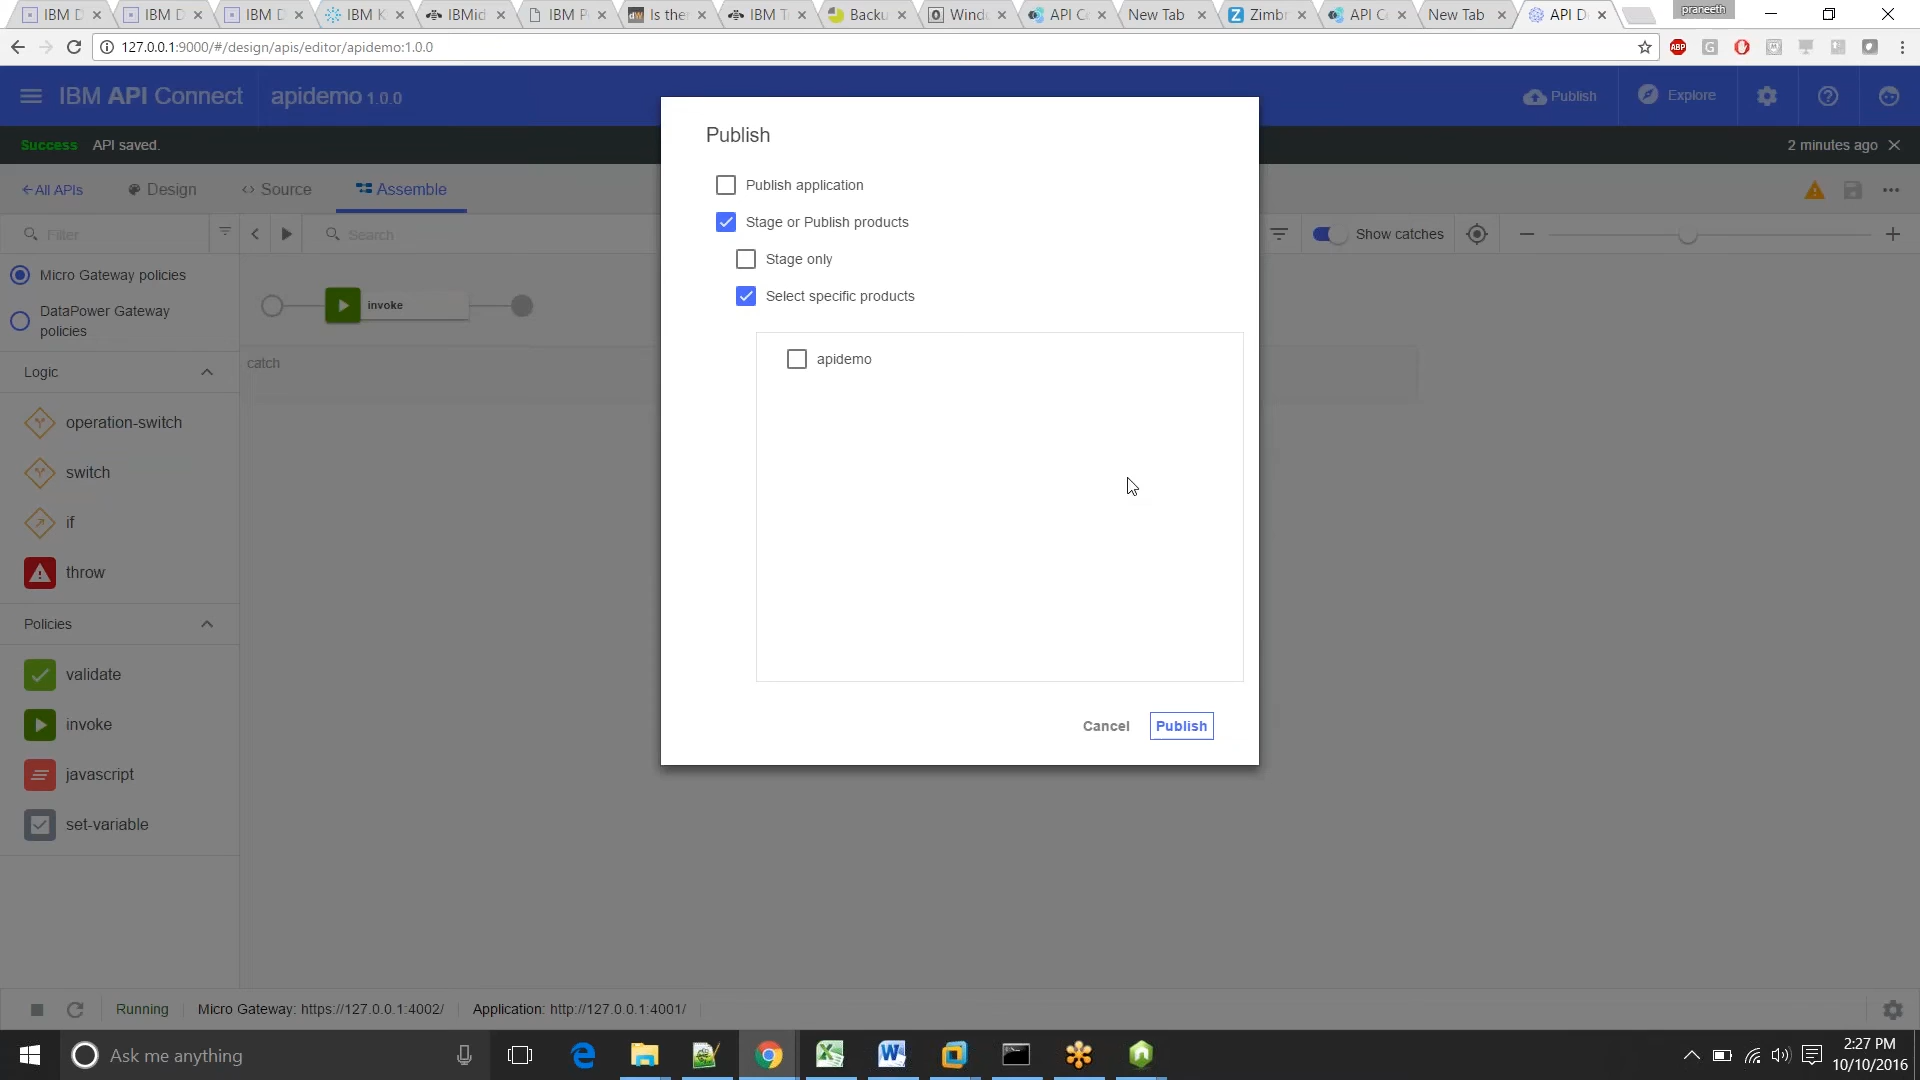 IBM D
IBM D
IBM D
IBM K
IBMid
IBM P
Is ther
IBM T
Backu
Windo
API C
New Tab
Zimbr
API C
New Tab
API D
praneeth
127.0.0.1:9000/#/design/apis/editor/apidemo:1.0.0
IBM API Connect
apidemo 1.0.0
Publish
Explore
Success API saved.
2 minutes ago
All APIs
Design
Source
Assemble
Filter
Search
Show catches
Micro Gateway policies
DataPower Gateway
policies
Logic
operation-switch
switch
if
throw
Policies
validate
invoke
javascript
set-variable
invoke
catch
Publish
Publish application
Stage or Publish products
Stage only
Select specific products
apidemo
Cancel
Publish
Running
Micro Gateway: https://127.0.0.1:4002/
Application: http://127.0.0.1:4001/
Ask me anything
2:27 PM
10/10/2016